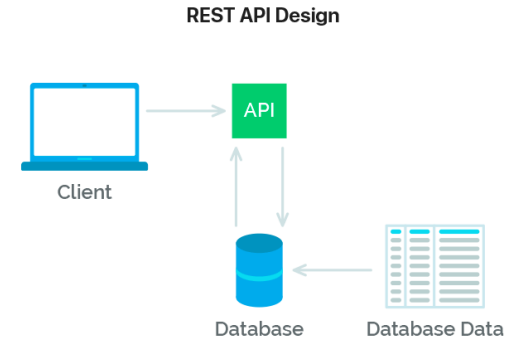 REST API Design
API
Client
Database
Database Data